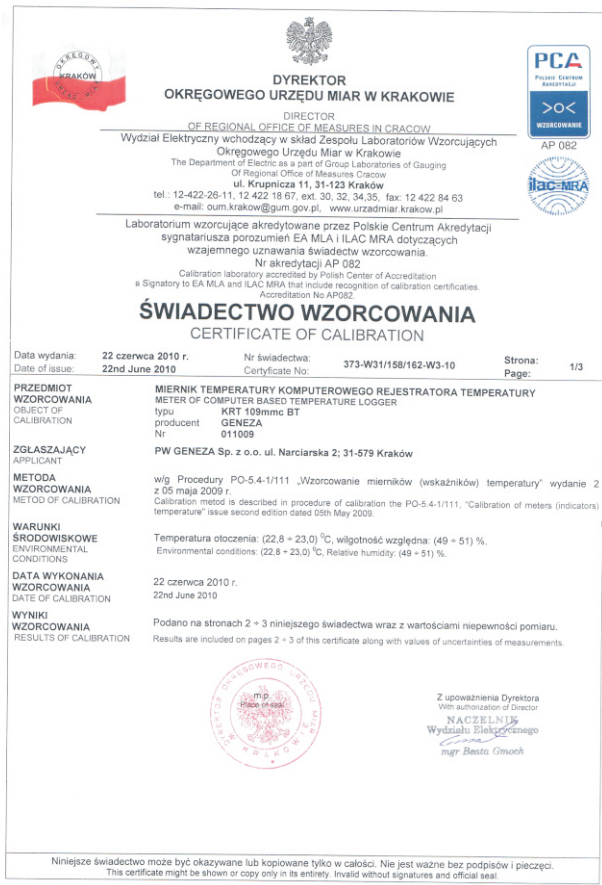 OKRĘGOWY
KRAKÓW
URZĄD MIAR
PCA
POLSKIE CENTRUM
AKREDYTACJI
WZORCOWANIE
AP 082
ilac-MRA
DYREKTOR
OKRĘGOWEGO URZĘDU MIAR W KRAKOWIE
DIRECTOR
OF REGIONAL OFFICE OF MEASURES IN CRACOW
Wydział Elektryczny wchodzący w skład Zespołu Laboratoriów Wzorcujących
Okręgowego Urzędu Miar w Krakowie
The Department of Electric as a part of Group Laboratories of Gauging
Of Regional Office of Measures Cracow
ul. Krupnicza 11, 31-123 Kraków
tel.: 12-422-26-11, 12 422 18 67, ext. 30, 32, 34,35, fax: 12 422 84 63
e-mail: oum.krakow@gum.gov.pl, www.urzadmiar.krakow.pl
Laboratorium wzorcujące akredytowane przez Polskie Centrum Akredytacji
sygnatariusza porozumień EA MLA i ILAC MRA dotyczących
wzajemnego uznawania świadectw wzorcowania.
Nr akredytacji AP 082
Calibration laboratory accredited by Polish Center of Accreditation
a Signatory to EA MLA and ILAC MRA that include recognition of calibration certificaties.
Accreditation No AP082.
ŚWIADECTWO WZORCOWANIA
CERTIFICATE OF CALIBRATION
Data wydania: 22 czerwca 2010 r. Nr świadectwa: 373-W31/158/162-W3-10 Strona: 1/3
Date of issue: 22nd June 2010 Certyficate No: Page:
PRZEDMIOT
WZORCOWANIA
OBJECT OF
CALIBRATION
MIERNIK TEMPERATURY KOMPUTEROWEGO REJESTRATORA TEMPERATURY
METER OF COMPUTER BASED TEMPERATURE LOGGER
typu KRT 109mmc BT
producent GENEZA
Nr 011009
ZGŁASZAJĄCY
APPLICANT
PW GENEZA Sp. z o.o. ul. Narciarska 2; 31-579 Kraków
METODA
WZORCOWANIA
METOD OF CALIBRATION
w/g Procedury PO-5.4-1/111 „Wzorcowanie mierników (wskaźników) temperatury" wydanie 2
z 05 maja 2009 r.
Calibration metod is described in procedure of calibration the PO-5.4-1/111, "Calibration of meters (indicators)
temperature" issue second edition dated 05th May 2009.
WARUNKI
ŚRODOWISKOWE
ENVIRONMENTAL
CONDITIONS
Temperatura otoczenia: (22,8 ÷ 23,0) ⁰C, wilgotność względna: (49 ÷ 51) %.
Environmental conditions: (22,8 ÷ 23,0) ⁰C, Relative humidity: (49 ÷ 51) %.
DATA WYKONANIA
WZORCOWANIA
DATE OF CALIBRATION
22 czerwca 2010 r.
22nd June 2010
WYNIKI
WZORCOWANIA
RESULTS OF CALIBRATION
Podano na stronach 2 ÷ 3 niniejszego świadectwa wraz z wartościami niepewności pomiaru.
Results are included on pages 2 ÷ 3 of this certificate along with values of uncertainties of measurements.
DYREKTOR OKRĘGOWEGO URZĘDU MIAR
W KRAKOWIE
m.p.
Place of seal
Z upoważnienia Dyrektora
With authorization of Director
NACZELNIK
Wydziału Elektrycznego
mgr Beata Gmoch
Niniejsze świadectwo może być okazywane lub kopiowane tylko w całości. Nie jest ważne bez podpisów i pieczęci.
This certificate might be shown or copy only in its entirety. Invalid without signatures and official seal.